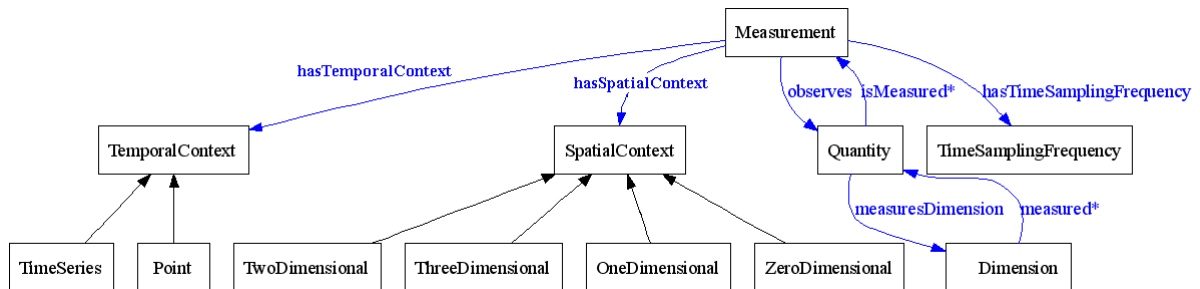 Measurement
hasTemporalContext
hasSpatialContext
observes
isMeasured*
hasTimeSamplingFrequency
TemporalContext
SpatialContext
Quantity
TimeSamplingFrequency
measuresDimension
measured*
TimeSeries
Point
TwoDimensional
ThreeDimensional
OneDimensional
ZeroDimensional
Dimension